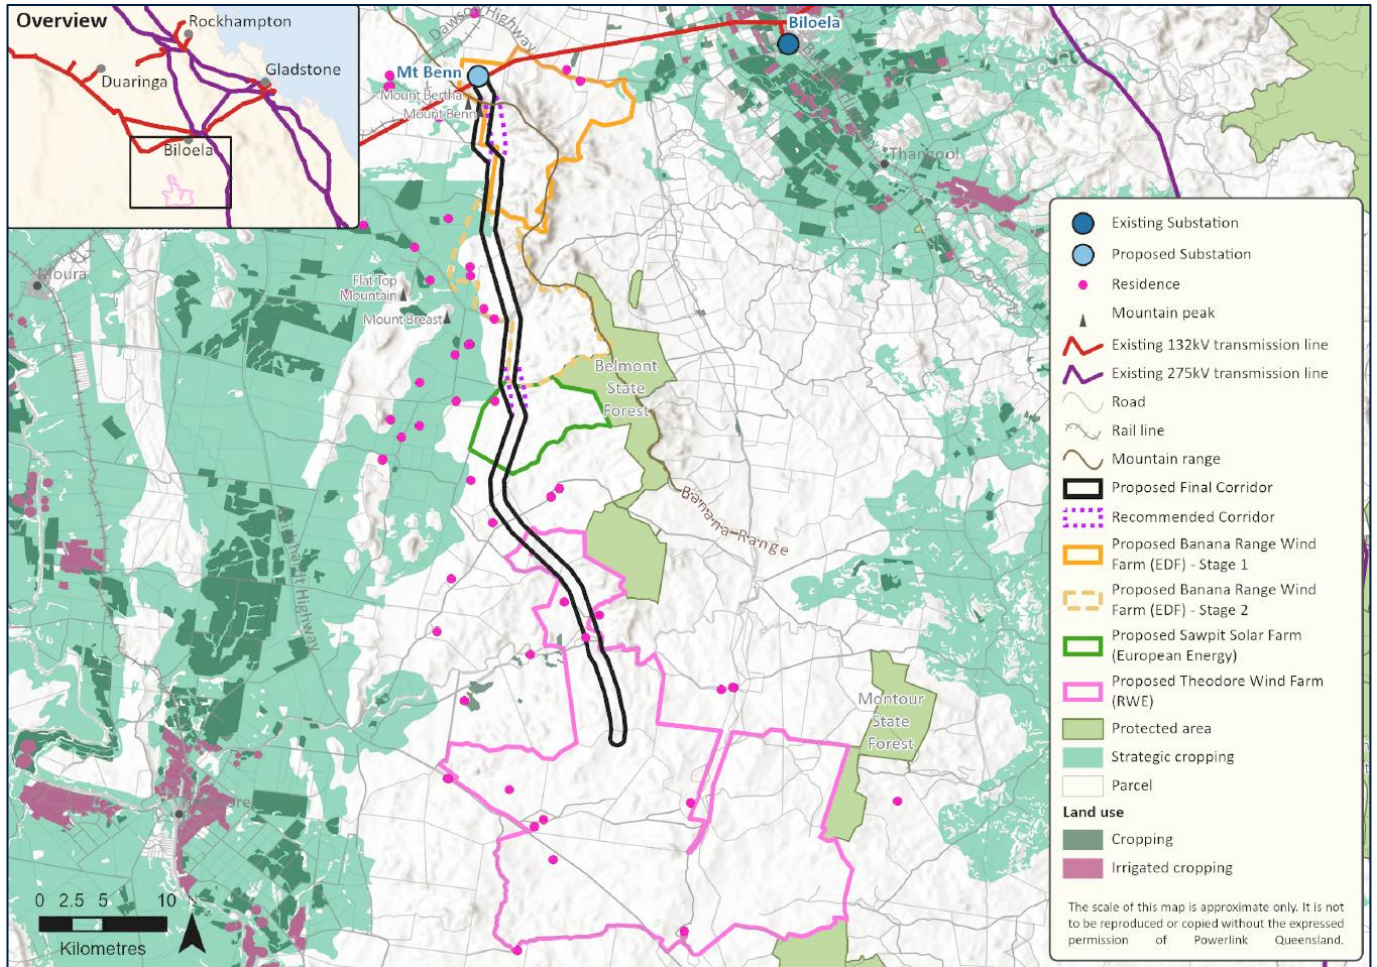 Overview
Rockhampton
Duaringa
Gladstone
Biloela
Dawson Highway
Biloela
Mt Benn
Mount Bertha
Mount Benn
Thangool
Moura
Flat Top
Mountain
Mount Breast
Belmont
State
Forest
Banana Range
Leichhardt Highway
Montour
State
Forest
0 2.5 5 10
Kilometres
N
Existing Substation
Proposed Substation
Residence
Mountain peak
Existing 132kV transmission line
Existing 275kV transmission line
Road
Rail line
Mountain range
Proposed Final Corridor
Recommended Corridor
Proposed Banana Range Wind
Farm (EDF) - Stage 1
Proposed Banana Range Wind
Farm (EDF) - Stage 2
Proposed Sawpit Solar Farm
(European Energy)
Proposed Theodore Wind Farm
(RWE)
Protected area
Strategic cropping
Parcel
Land use
Cropping
Irrigated cropping
The scale of this map is approximate only. It is not
to be reproduced or copied without the expressed
permission of Powerlink Queensland.